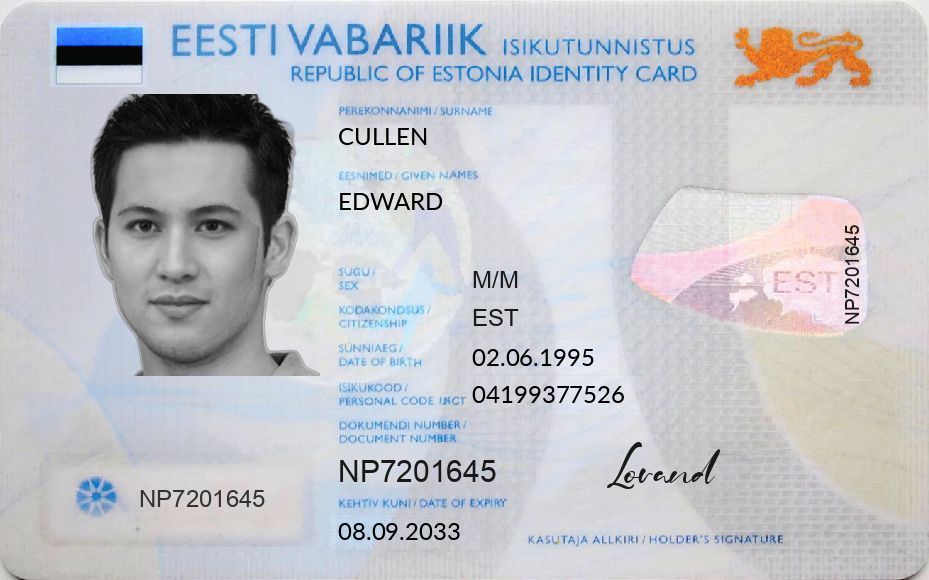 EESTI VABARIIK ISIKUTUNNISTUS
REPUBLIC OF ESTONIA IDENTITY CARD
PEREKONNANIMI / SURNAME
CULLEN
EESNIMED / GIVEN NAMES
EDWARD
SUGU /
SEX
M/M
KODAKONDSUS /
CITIZENSHIP
EST
SÜNNIAEG /
DATE OF BIRTH
02.06.1995
ISIKUKOOD /
PERSONAL CODE
04199377526
DOKUMENDI NUMBER /
DOCUMENT NUMBER
NP7201645
KEHTIV KUNI / DATE OF EXPIRY
08.09.2033
NP7201645
EST
NP7201645
Lovand
KASUTAJA ALLKIRI / HOLDER'S SIGNATURE